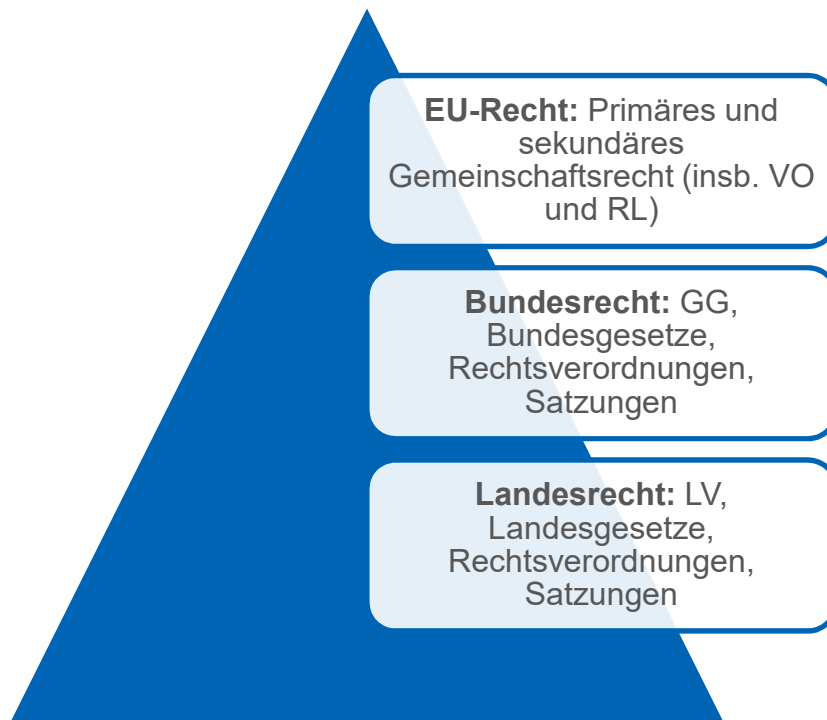 EU-Recht: Primäres und
sekundäres
Gemeinschaftsrecht (insb. VO
und RL)
Bundesrecht: GG,
Bundesgesetze,
Rechtsverordnungen,
Satzungen
Landesrecht: LV,
Landesgesetze,
Rechtsverordnungen,
Satzungen